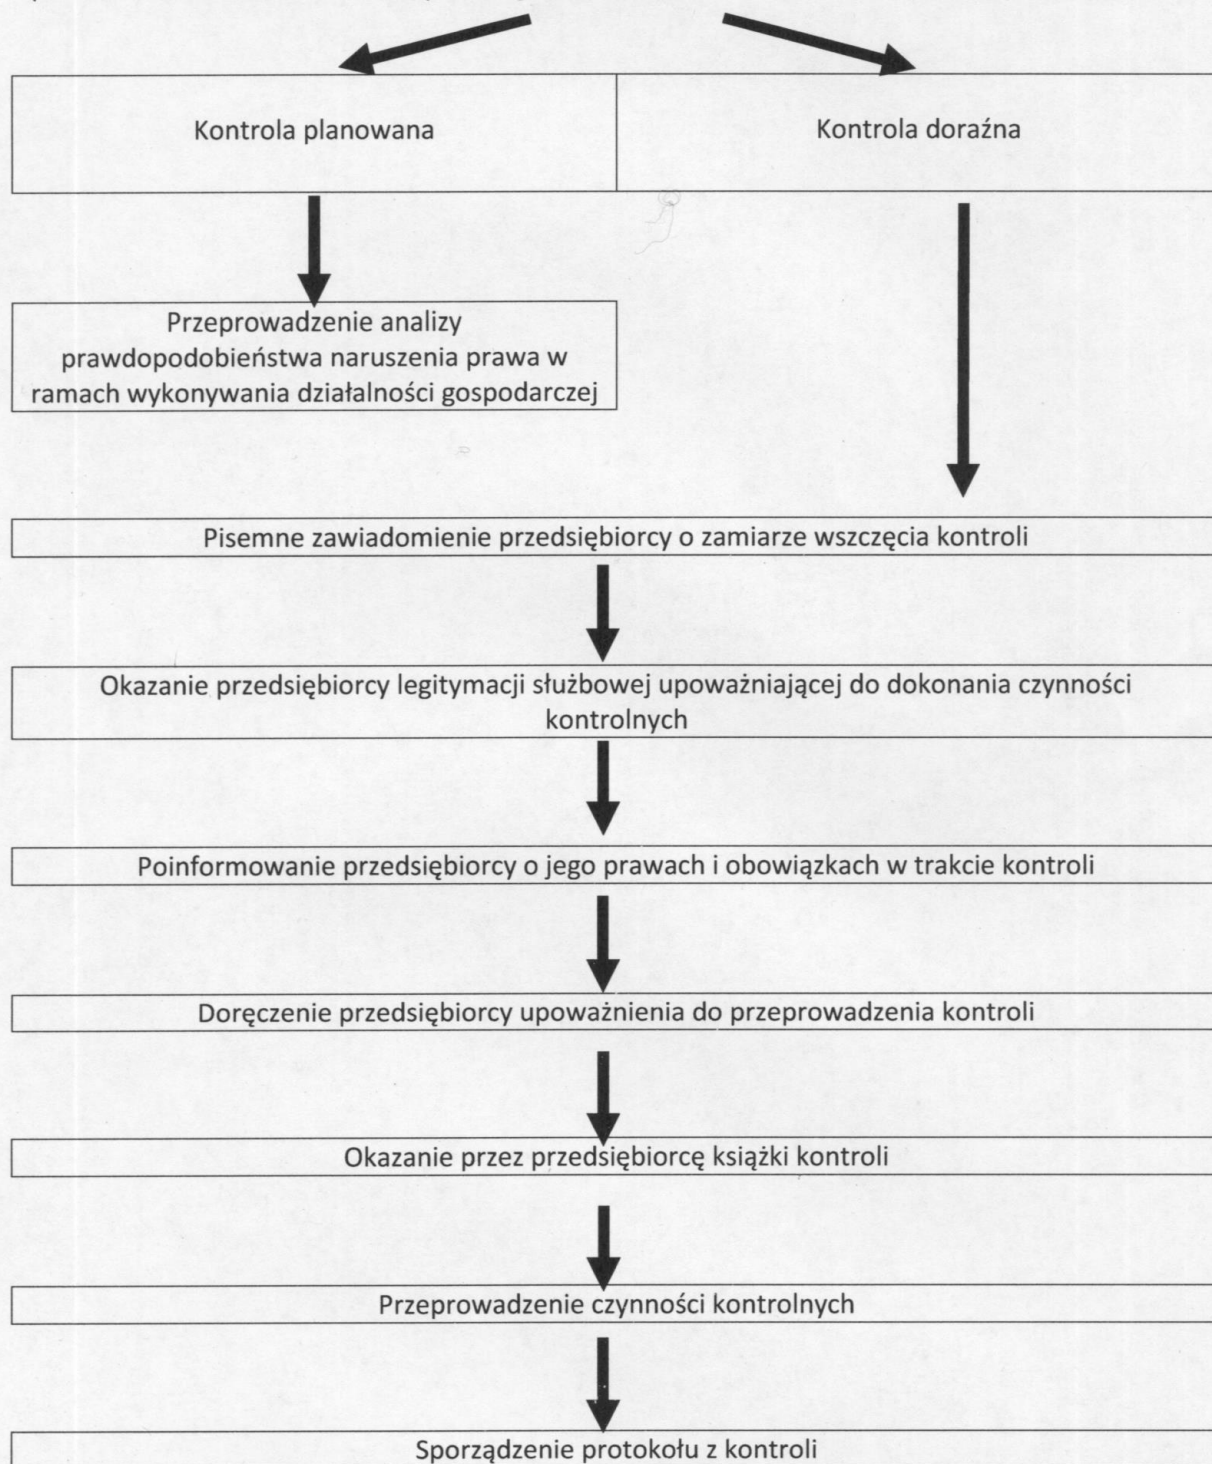 Kontrola planowana
Kontrola doraźna
Przeprowadzenie analizy
prawdopodobieństwa naruszenia prawa w
ramach wykonywania działalności gospodarczej
Pisemne zawiadomienie przedsiębiorcy o zamiarze wszczęcia kontroli
Okazanie przedsiębiorcy legitymacji służbowej upoważniającej do dokonania czynności
kontrolnych
Poinformowanie przedsiębiorcy o jego prawach i obowiązkach w trakcie kontroli
Doręczenie przedsiębiorcy upoważnienia do przeprowadzenia kontroli
Okazanie przez przedsiębiorcę książki kontroli
Przeprowadzenie czynności kontrolnych
Sporządzenie protokołu z kontroli